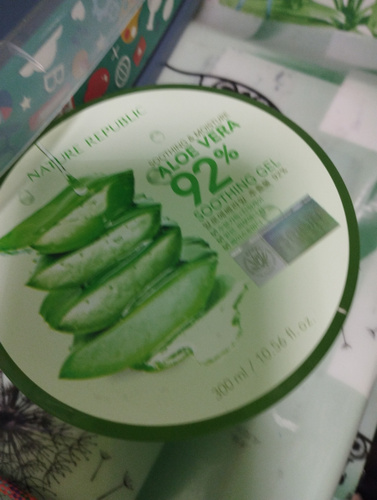 NATURE REPUBLIC
SOOTHING & MOISTURE
ALOE VERA
92%
SOOTHING GEL
300 ml / 10.56 fl. oz.